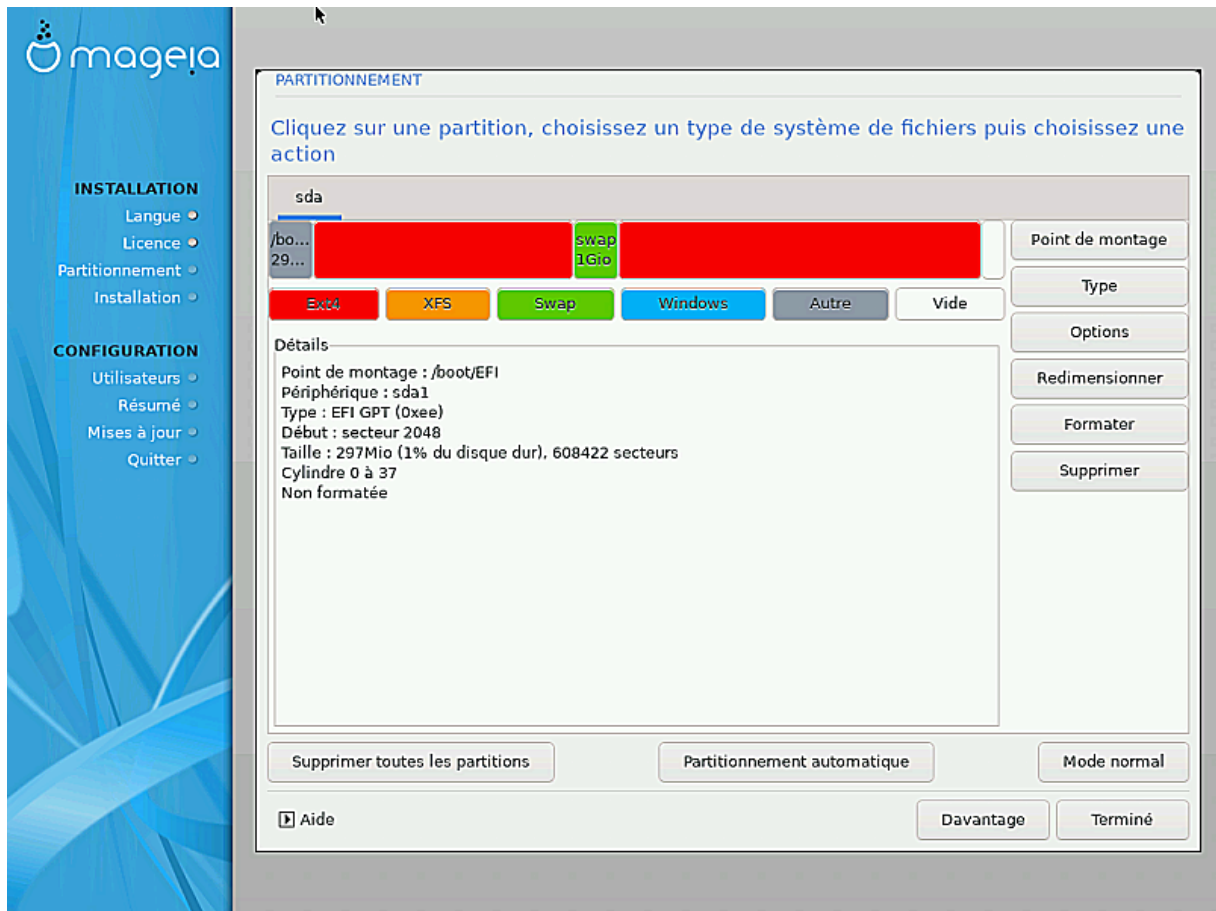 mageia
INSTALLATION
Langue
Licence
Partitionnement
Installation
CONFIGURATION
Utilisateurs
Résumé
Mises à jour
Quitter
PARTITIONNEMENT
Cliquez sur une partition, choisissez un type de système de fichiers puis choisissez une
action
sda
/bo...
29...
swap
1Gio
Ext4
XFS
Swap
Windows
Autre
Vide
Détails
Point de montage : /boot/EFI
Périphérique : sda1
Type : EFI GPT (0xee)
Début : secteur 2048
Taille : 297Mio (1% du disque dur), 608422 secteurs
Cylindre 0 à 37
Non formatée
Point de montage
Type
Options
Redimensionner
Formater
Supprimer
Supprimer toutes les partitions
Partitionnement automatique
Mode normal
Aide
Davantage
Terminé